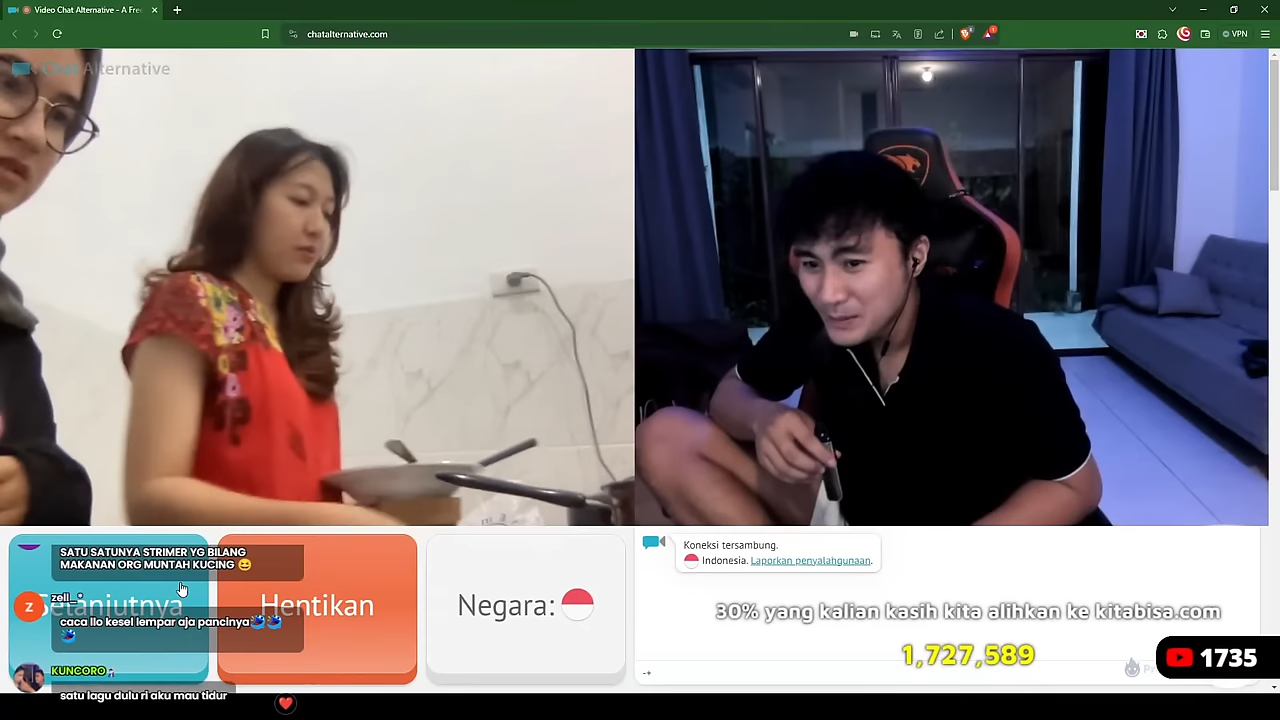 Video Chat Alternative - A Fre
chatalternative.com
VPN
Chat Alternative
SATU SATUNYA STRIMER YG BILANG
MAKANAN ORG MUNTAH KUCING 😆
Z
zell_*
caca llo kesel lempar aja pancinya
KUNCORO
satu lagu dulu ri aku mau tidur
Selanjutnya
Hentikan
Negara:
Koneksi tersambung.
Indonesia. Laporkan penyalahgunaan.
30% yang kalian kasih kita alihkan ke kitabisa.com
1,727,589
1735